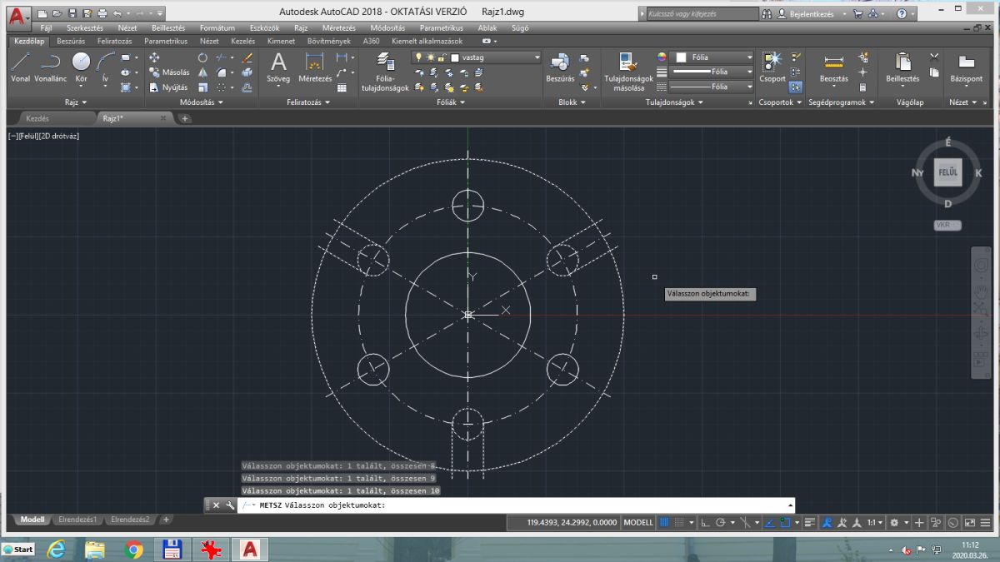 Autodesk AutoCAD 2018 - OKTATÁSI VERZIÓ Rajz1.dwg
Kulcsszó vagy kifejezés
Bejelentkezés
Fájl Szerkesztés Nézet Beillesztés Formátum Eszközök Rajz Méretezés Módosítás Parametrikus Ablak Súgó
Kezdőlap Beszúrás Feliratozás Parametrikus Nézet Kezelés Kimenet Bővítmények A360 Kiemelt alkalmazások
Vonal Vonallánc Kör Ív
Másolás
Nyújtás
Szöveg Méretezés
Fólia-
tulajdonságok
vastag
Beszúrás
Tulajdonságok
másolása
Fólia
Fólia
Fólia
Csoport
Beosztás
Beillesztés
Bázispont
Rajz Módosítás Feliratozás Fóliák Blokk Tulajdonságok Csoportok Segédprogramok Vágólap Nézet
Kezdés Rajz1* +
[−][Felül][2D drótváz]
É
Ny FELÜL K
D
VKR
Y
X
Válasszon objektumokat:
Válasszon objektumokat: 1 talált, összesen 8
Válasszon objektumokat: 1 talált, összesen 9
Válasszon objektumokat: 1 talált, összesen 10
METSZ Válasszon objektumokat:
Modell Elrendezés1 Elrendezés2 +
119.4393, 24.2992, 0.0000 MODELL 1:1
Start
11:12
2020.03.26.